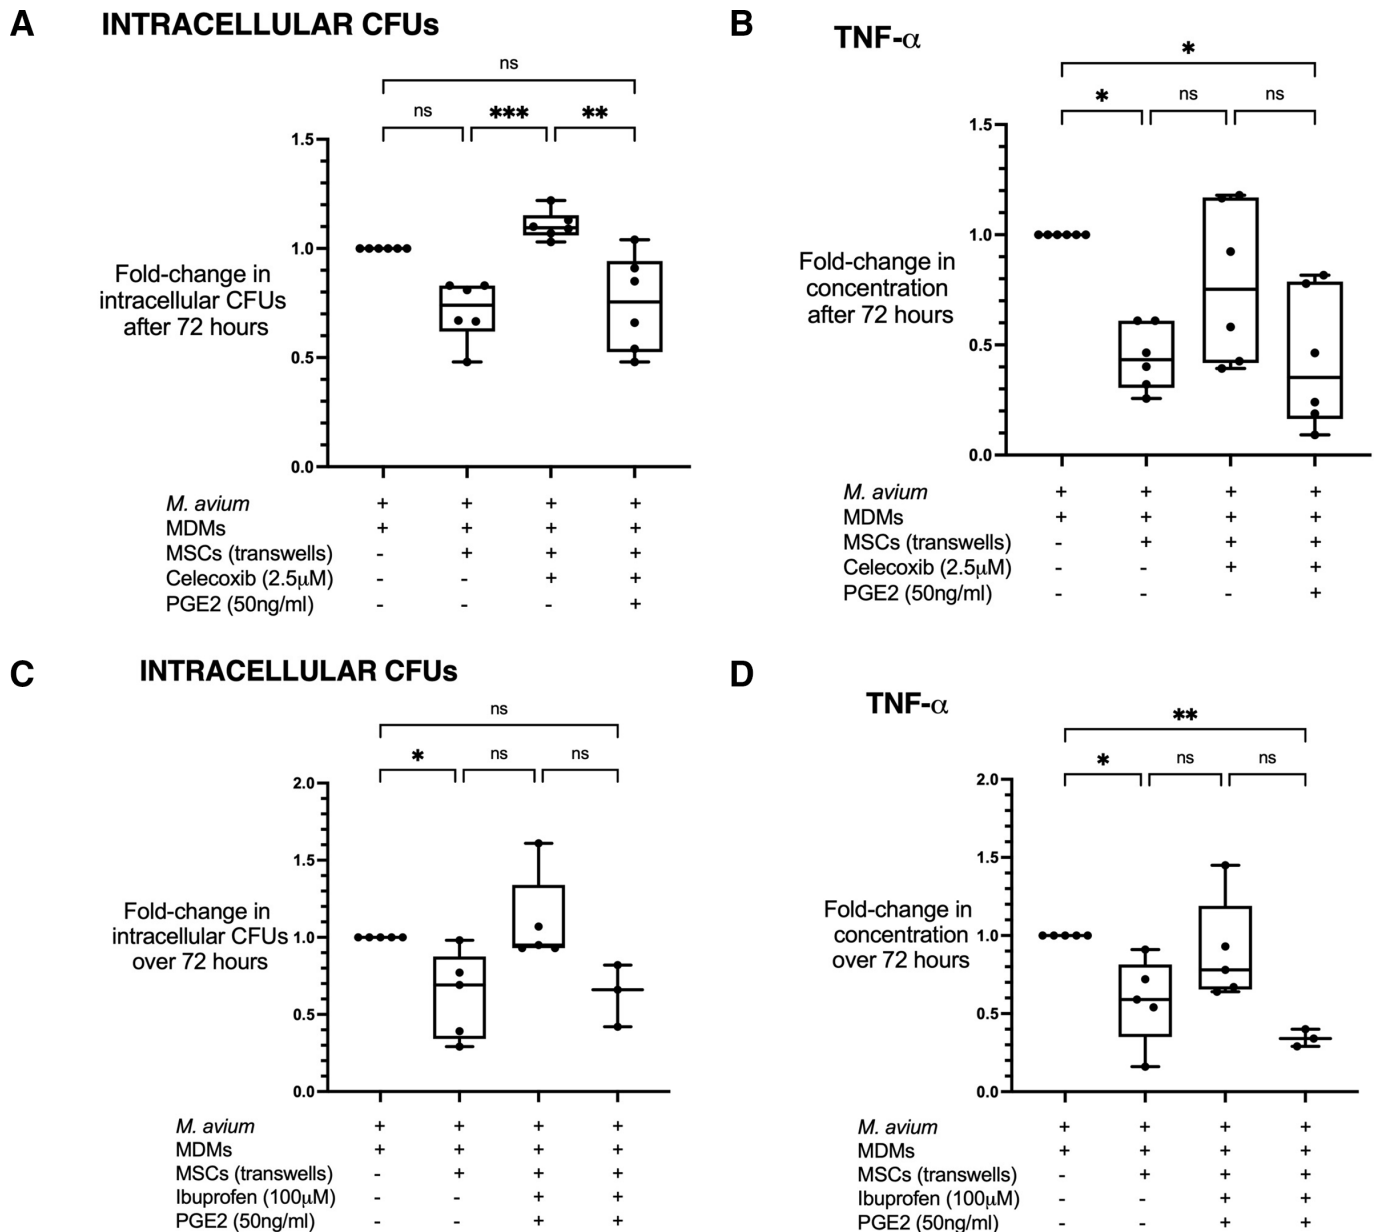 A
INTRACELLULAR CFUs
ns
ns *** **
1.5
1.0
0.5
0.0
Fold-change in
intracellular CFUs
after 72 hours
M. avium + + + +
MDMs + + + +
MSCs (transwells) - + + +
Celecoxib (2.5μM) - - + +
PGE2 (50ng/ml) - - - +
B
TNF-α
*
* ns ns
1.5
1.0
0.5
0.0
Fold-change in
concentration
after 72 hours
M. avium + + + +
MDMs + + + +
MSCs (transwells) - + + +
Celecoxib (2.5μM) - - + +
PGE2 (50ng/ml) - - - +
C
INTRACELLULAR CFUs
ns
* ns ns
2.0
1.5
1.0
0.5
0.0
Fold-change in
intracellular CFUs
over 72 hours
M. avium + + + +
MDMs + + + +
MSCs (transwells) - + + +
Ibuprofen (100μM) - - + +
PGE2 (50ng/ml) - - + +
D
TNF-α
**
* ns ns
2.0
1.5
1.0
0.5
0.0
Fold-change in
concentration
over 72 hours
M. avium + + + +
MDMs + + + +
MSCs (transwells) - + + +
Ibuprofen (100μM) - - + +
PGE2 (50ng/ml) - - + +